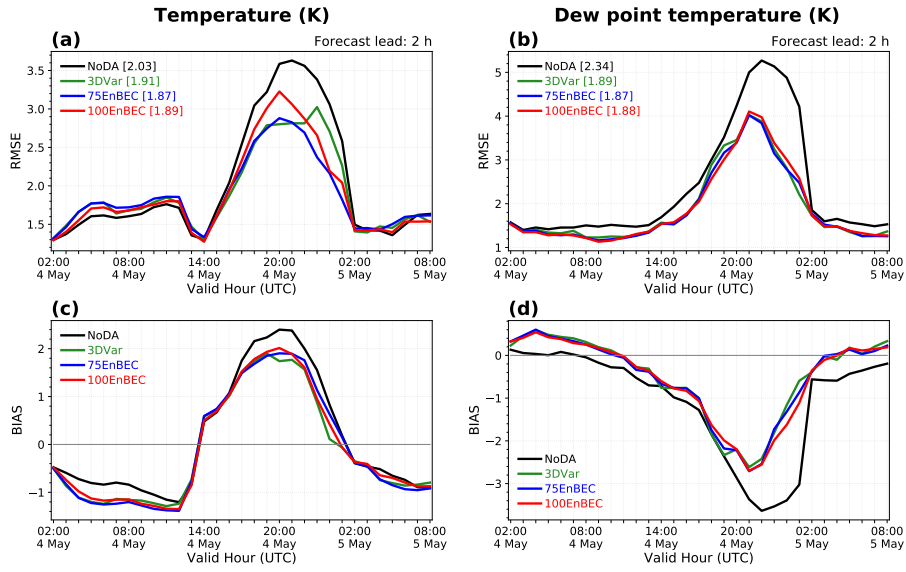 Temperature (K)
Dew point temperature (K)
(a)
Forecast lead: 2 h
(b)
Forecast lead: 2 h
RMSE
3.5
3.0
2.5
2.0
1.5
NoDA [2.03]
3DVar [1.91]
75EnBEC [1.87]
100EnBEC [1.89]
02:00
4 May
08:00
4 May
14:00
4 May
20:00
4 May
02:00
5 May
08:00
5 May
Valid Hour (UTC)
RMSE
5
4
3
2
1
NoDA [2.34]
3DVar [1.89]
75EnBEC [1.87]
100EnBEC [1.88]
02:00
4 May
08:00
4 May
14:00
4 May
20:00
4 May
02:00
5 May
08:00
5 May
Valid Hour (UTC)
(c)
BIAS
2
1
0
−1
NoDA
3DVar
75EnBEC
100EnBEC
02:00
4 May
08:00
4 May
14:00
4 May
20:00
4 May
02:00
5 May
08:00
5 May
Valid Hour (UTC)
(d)
BIAS
0
−1
−2
−3
NoDA
3DVar
75EnBEC
100EnBEC
02:00
4 May
08:00
4 May
14:00
4 May
20:00
4 May
02:00
5 May
08:00
5 May
Valid Hour (UTC)